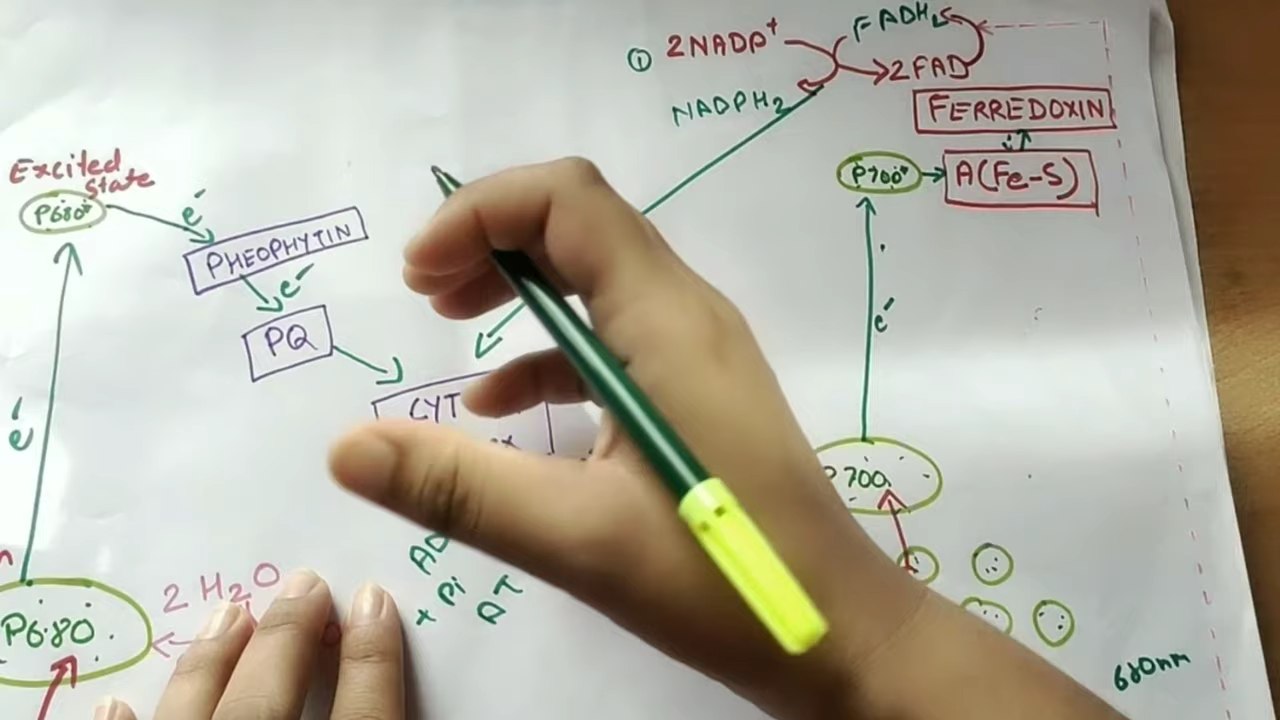 ① 2NADP⁺ FADH₂
2FAD
NADPH₂
FERREDOXIN
Excited
state
P680*
e⁻
P700*
A(Fe-S)
PHEOPHYTIN
e⁻
PQ
e⁻
e⁻
CYT
P700
2 H₂O
+ Pi
P680
680nm